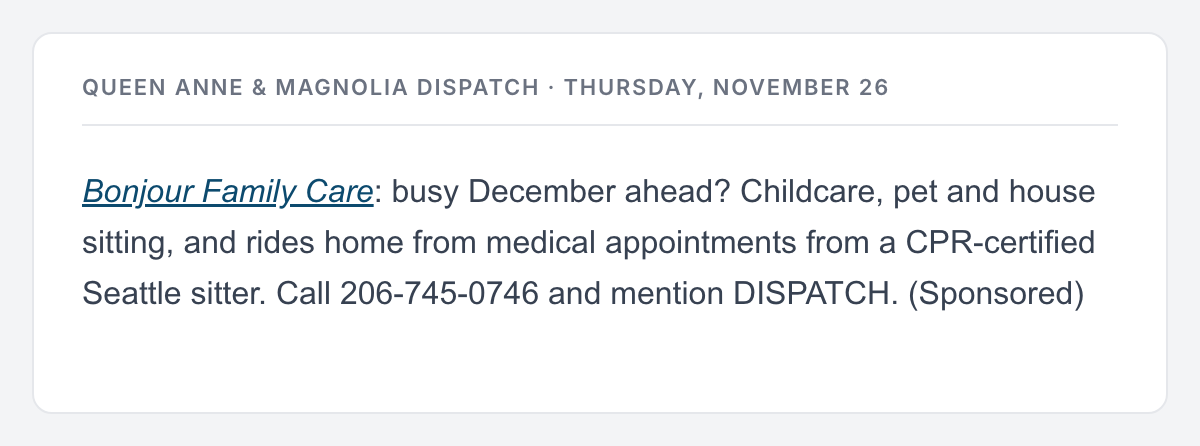 QUEEN ANNE & MAGNOLIA DISPATCH · THURSDAY, NOVEMBER 26
Bonjour Family Care: busy December ahead? Childcare, pet and house
sitting, and rides home from medical appointments from a CPR-certified
Seattle sitter. Call 206-745-0746 and mention DISPATCH. (Sponsored)